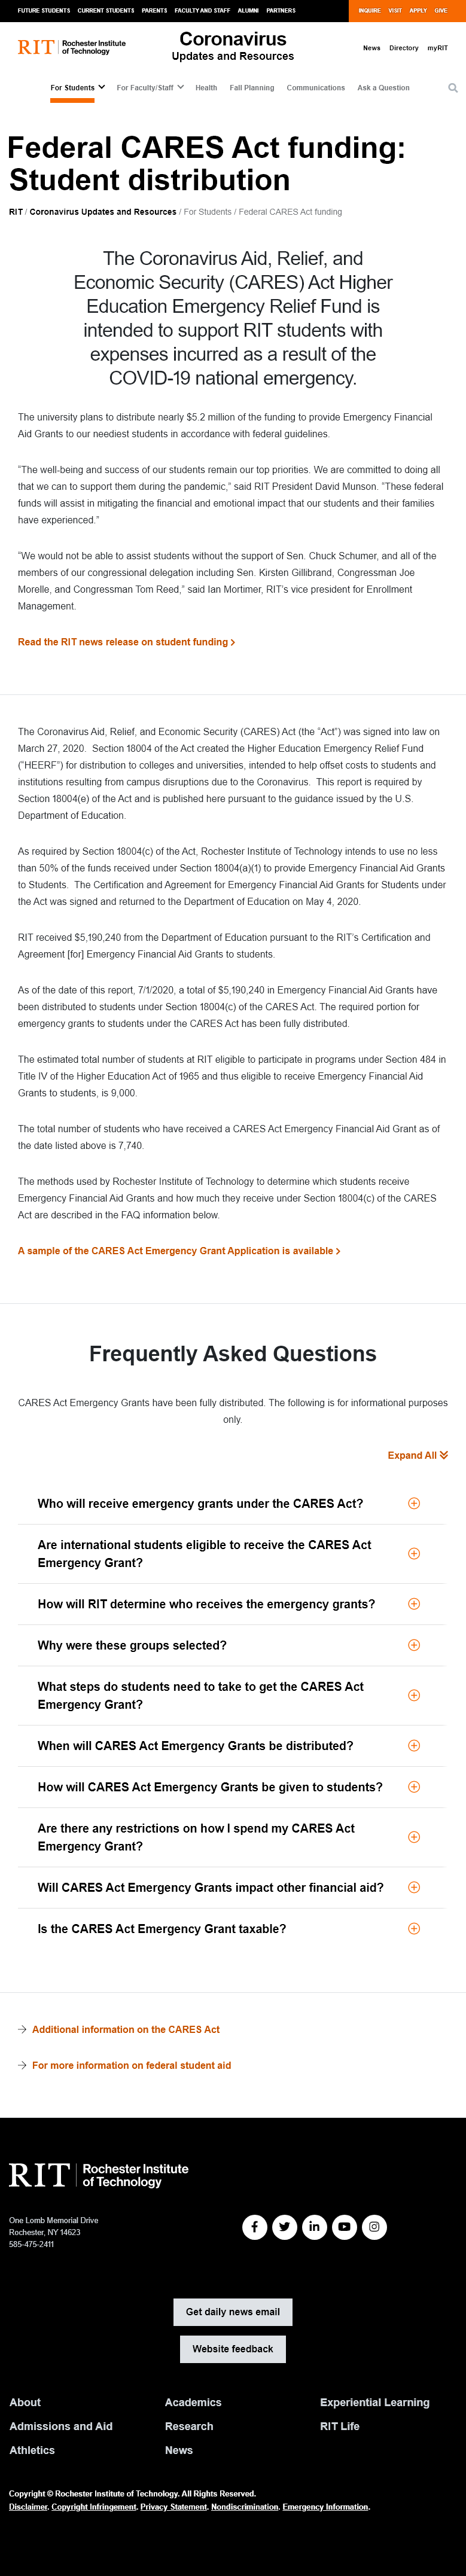 FUTURE STUDENTS CURRENT STUDENTS PARENTS FACULTY AND STAFF ALUMNI PARTNERS INQUIRE VISIT APPLY GIVE
RIT Rochester Institute of Technology
Coronavirus
Updates and Resources
News Directory myRIT
For Students For Faculty/Staff Health Fall Planning Communications Ask a Question
Federal CARES Act funding:
Student distribution
RIT / Coronavirus Updates and Resources / For Students / Federal CARES Act funding
The Coronavirus Aid, Relief, and
Economic Security (CARES) Act Higher
Education Emergency Relief Fund is
intended to support RIT students with
expenses incurred as a result of the
COVID-19 national emergency.
The university plans to distribute nearly $5.2 million of the funding to provide Emergency Financial
Aid Grants to our neediest students in accordance with federal guidelines.
“The well-being and success of our students remain our top priorities. We are committed to doing all
that we can to support them during the pandemic,” said RIT President David Munson. “These federal
funds will assist in mitigating the financial and emotional impact that our students and their families
have experienced.”
“We would not be able to assist students without the support of Sen. Chuck Schumer, and all of the
members of our congressional delegation including Sen. Kirsten Gillibrand, Congressman Joe
Morelle, and Congressman Tom Reed,” said Ian Mortimer, RIT’s vice president for Enrollment
Management.
Read the RIT news release on student funding
The Coronavirus Aid, Relief, and Economic Security (CARES) Act (the “Act”) was signed into law on
March 27, 2020. Section 18004 of the Act created the Higher Education Emergency Relief Fund
(“HEERF”) for distribution to colleges and universities, intended to help offset costs to students and
institutions resulting from campus disruptions due to the Coronavirus. This report is required by
Section 18004(e) of the Act and is published here pursuant to the guidance issued by the U.S.
Department of Education.
As required by Section 18004(c) of the Act, Rochester Institute of Technology intends to use no less
than 50% of the funds received under Section 18004(a)(1) to provide Emergency Financial Aid Grants
to Students. The Certification and Agreement for Emergency Financial Aid Grants for Students under
the Act was signed and returned to the Department of Education on May 4, 2020.
RIT received $5,190,240 from the Department of Education pursuant to the RIT’s Certification and
Agreement [for] Emergency Financial Aid Grants to students.
As of the date of this report, 7/1/2020, a total of $5,190,240 in Emergency Financial Aid Grants have
been distributed to students under Section 18004(c) of the CARES Act. The required portion for
emergency grants to students under the CARES Act has been fully distributed.
The estimated total number of students at RIT eligible to participate in programs under Section 484 in
Title IV of the Higher Education Act of 1965 and thus eligible to receive Emergency Financial Aid
Grants to students, is 9,000.
The total number of students who have received a CARES Act Emergency Financial Aid Grant as of
the date listed above is 7,740.
The methods used by Rochester Institute of Technology to determine which students receive
Emergency Financial Aid Grants and how much they receive under Section 18004(c) of the CARES
Act are described in the FAQ information below.
A sample of the CARES Act Emergency Grant Application is available
Frequently Asked Questions
CARES Act Emergency Grants have been fully distributed. The following is for informational purposes
only.
Expand All
Who will receive emergency grants under the CARES Act?
Are international students eligible to receive the CARES Act
Emergency Grant?
How will RIT determine who receives the emergency grants?
Why were these groups selected?
What steps do students need to take to get the CARES Act
Emergency Grant?
When will CARES Act Emergency Grants be distributed?
How will CARES Act Emergency Grants be given to students?
Are there any restrictions on how I spend my CARES Act
Emergency Grant?
Will CARES Act Emergency Grants impact other financial aid?
Is the CARES Act Emergency Grant taxable?
Additional information on the CARES Act
For more information on federal student aid
RIT Rochester Institute of Technology
One Lomb Memorial Drive
Rochester, NY 14623
585-475-2411
Get daily news email
Website feedback
About Academics Experiential Learning
Admissions and Aid Research RIT Life
Athletics News
Copyright © Rochester Institute of Technology. All Rights Reserved.
Disclaimer. Copyright Infringement. Privacy Statement. Nondiscrimination. Emergency Information.